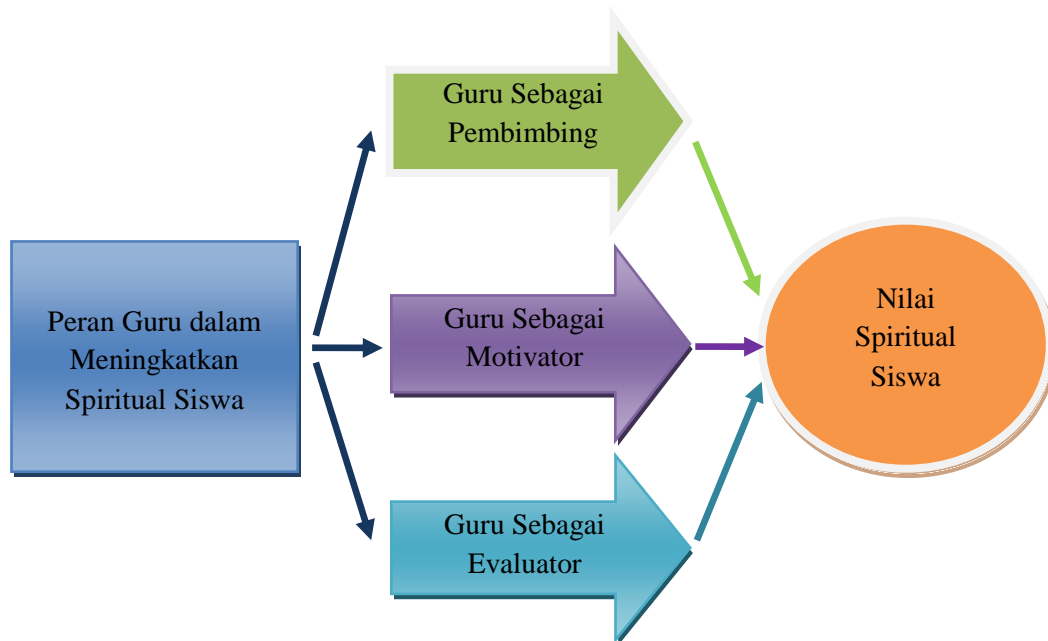 Peran Guru dalam
Meningkatkan
Spiritual Siswa
Guru Sebagai
Pembimbing
Guru Sebagai
Motivator
Guru Sebagai
Evaluator
Nilai
Spiritual
Siswa